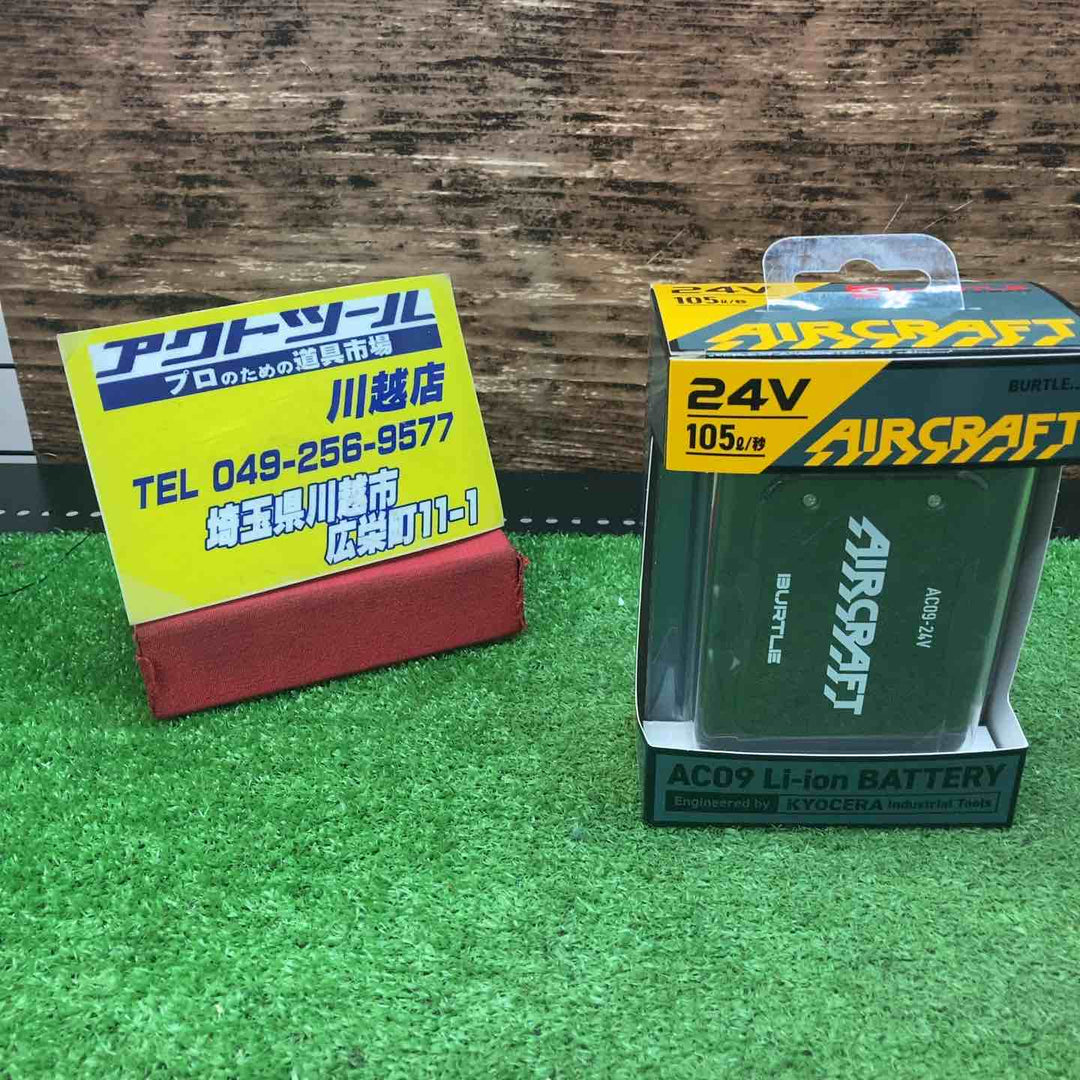 アクトツール
プロのための道具市場
川越店
TEL 049-256-9577
埼玉県川越市
広栄町11-1
24V
105ℓ/秒
AIRCRAFT
24V
105ℓ/秒
BURTLE
AIRCRAFT
AIRCRAFT
BURTLE
AC09-24V
AC09 Li-ion BATTERY
Engineered by KYOCERA Industrial Tools